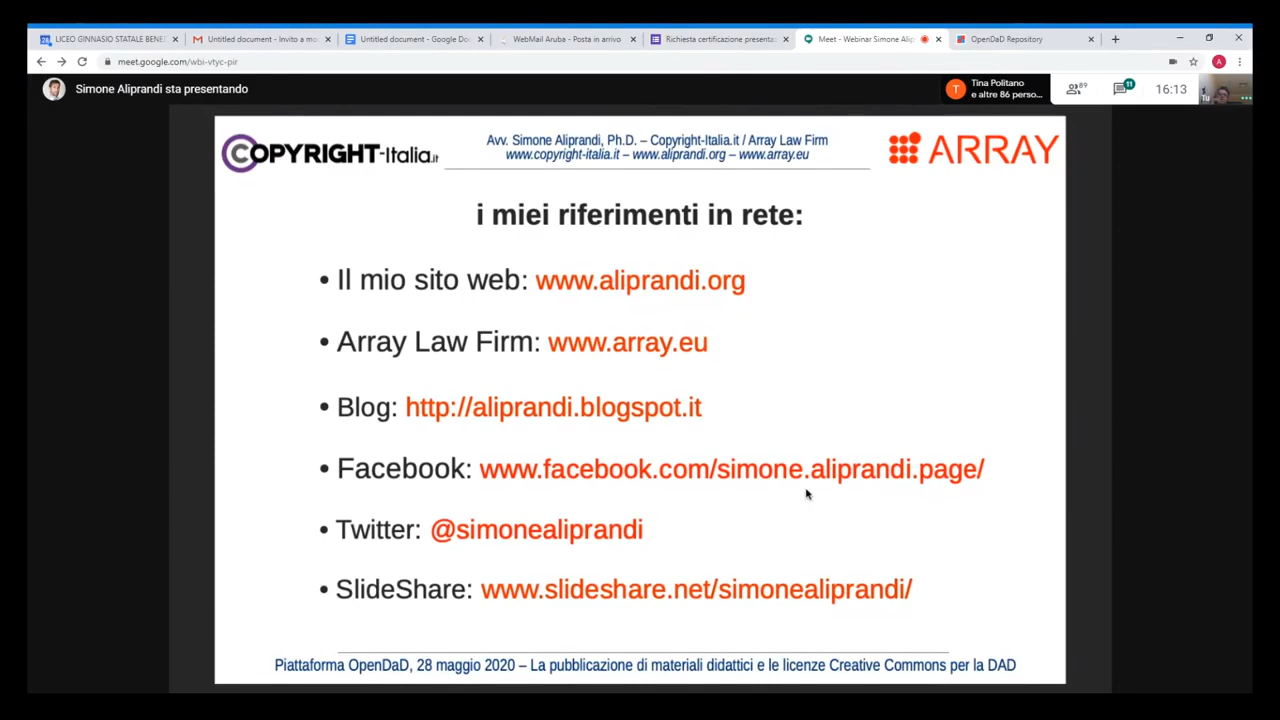 LICEO GINNASIO STATALE BENE
Untitled document - Invito a mo
Untitled document - Google Do
WebMail Aruba - Posta in arrivo
Richiesta certificazione presenta
Meet - Webinar Simone Alip
OpenDaD Repository
meet.google.com/wbi-vtyc-pir
A
Simone Aliprandi sta presentando
T
Tina Politano
e altre 86 perso...
89
11
16:13
Tu
COPYRIGHT-Italia.it
Avv. Simone Aliprandi, Ph.D. – Copyright-Italia.it / Array Law Firm
www.copyright-italia.it – www.aliprandi.org – www.array.eu
ARRAY
i miei riferimenti in rete:
• Il mio sito web: www.aliprandi.org
• Array Law Firm: www.array.eu
• Blog: http://aliprandi.blogspot.it
• Facebook: www.facebook.com/simone.aliprandi.page/
• Twitter: @simonealiprandi
• SlideShare: www.slideshare.net/simonealiprandi/
Piattaforma OpenDaD, 28 maggio 2020 – La pubblicazione di materiali didattici e le licenze Creative Commons per la DAD